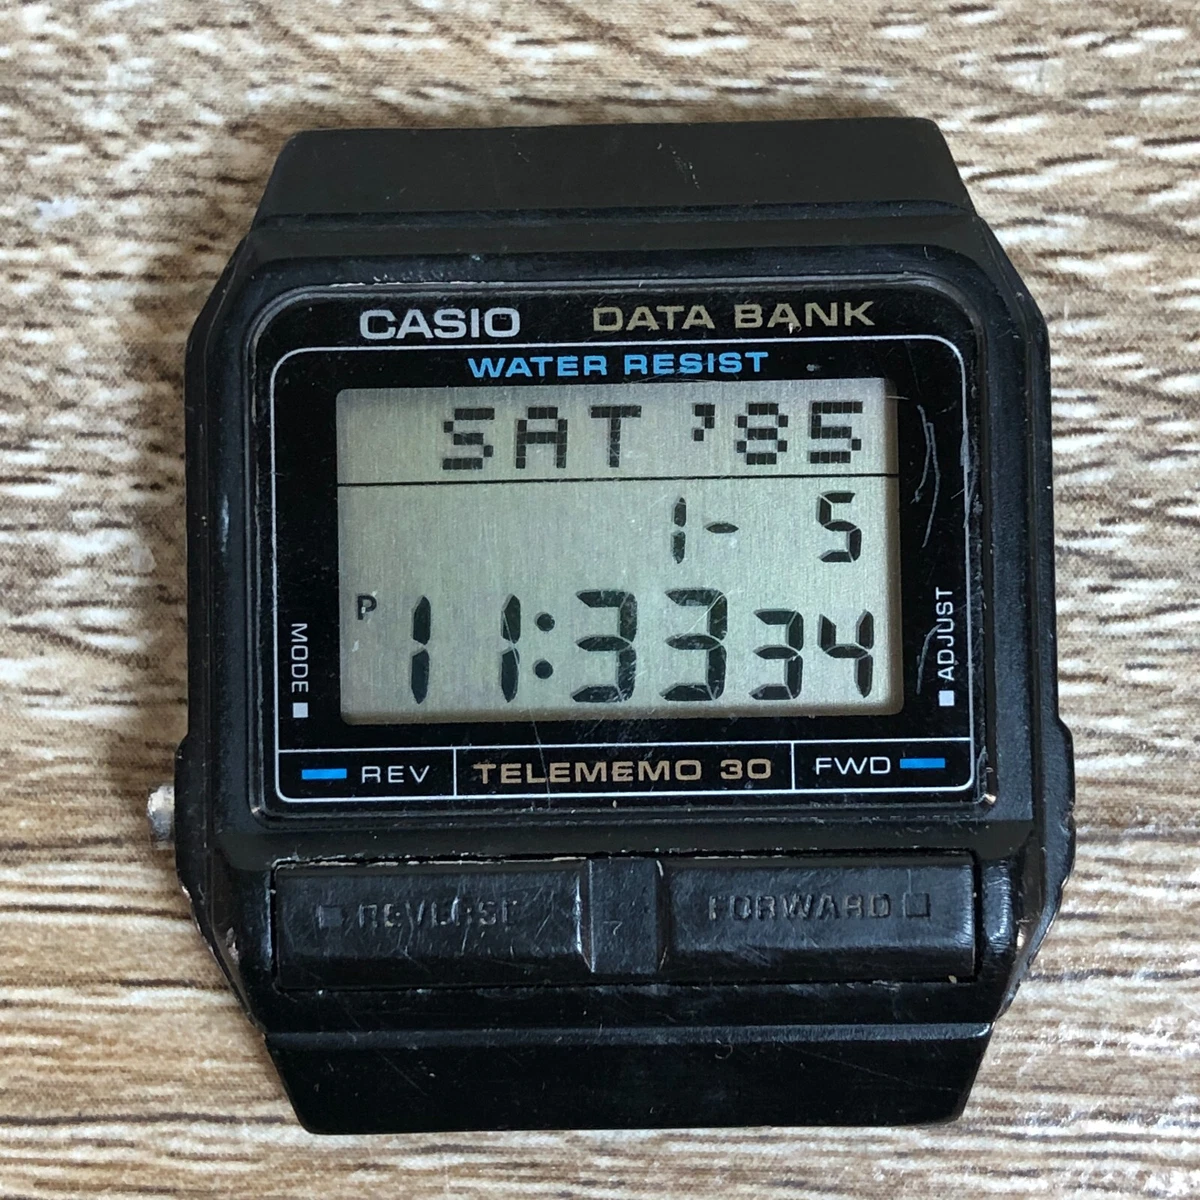 CASIO DATA BANK
WATER RESIST
SAT '85
1- 5
P 11:33 34
MODE
ADJUST
REV TELEMEMO 30 FWD
REVERSE FORWARD